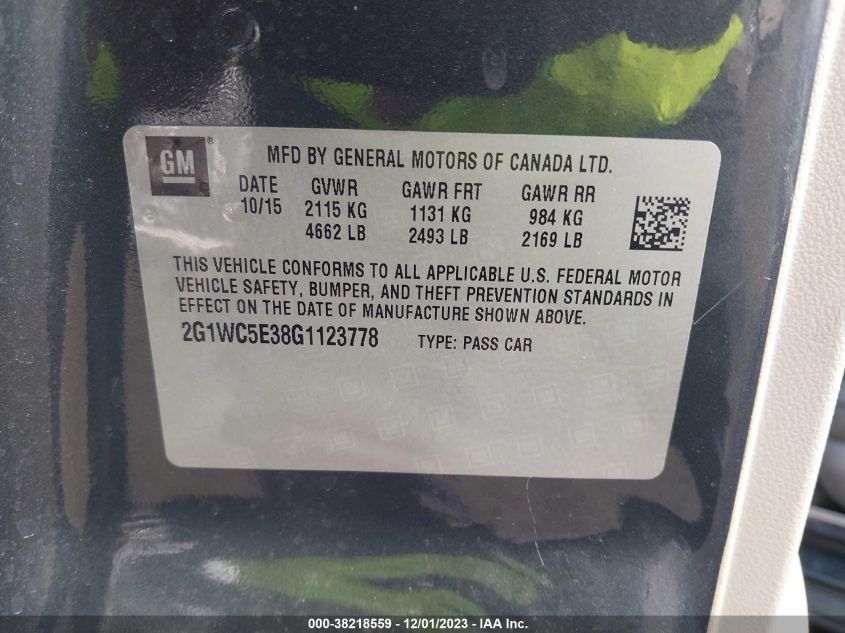 GM® MFD BY GENERAL MOTORS OF CANADA LTD.
DATE GVWR GAWR FRT GAWR RR
10/15 2115 KG 1131 KG 984 KG
4662 LB 2493 LB 2169 LB
THIS VEHICLE CONFORMS TO ALL APPLICABLE U.S. FEDERAL MOTOR
VEHICLE SAFETY, BUMPER, AND THEFT PREVENTION STANDARDS IN
EFFECT ON THE DATE OF MANUFACTURE SHOWN ABOVE.
2G1WC5E38G1123778 TYPE: PASS CAR
000-38218559 - 12/01/2023 - IAA Inc.